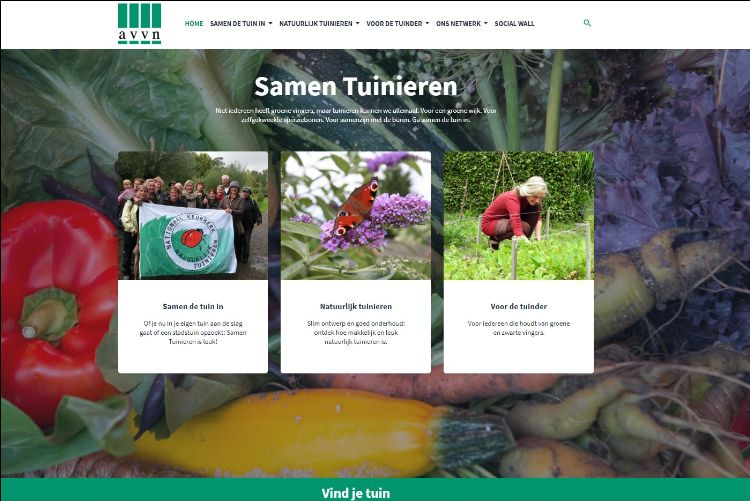 avvn
HOME SAMEN DE TUIN IN NATUURLIJK TUINIEREN VOOR DE TUINDER ONS NETWERK SOCIAL WALL
Samen Tuinieren
Niet iedereen heeft groene vingers, maar tuinieren kunnen we allemaal. Voor een groene wijk. Voor
zelfgekweekte sperziebonen. Voor samenzijn met de buren. Ga samen de tuin in.
NATIONAAL KEURMERK
NATUURLIJK
TUINIEREN
Samen de tuin in
Of je nu in je eigen tuin aan de slag
gaat of een stadstuin opzoekt: Samen
Tuinieren is leuk!
Natuurlijk tuinieren
Slim ontwerp en goed onderhoud:
ontdek hoe makkelijk en leuk
natuurlijk tuinieren is.
Voor de tuinder
Voor iedereen die houdt van groene
en zwarte vingers.
Vind je tuin